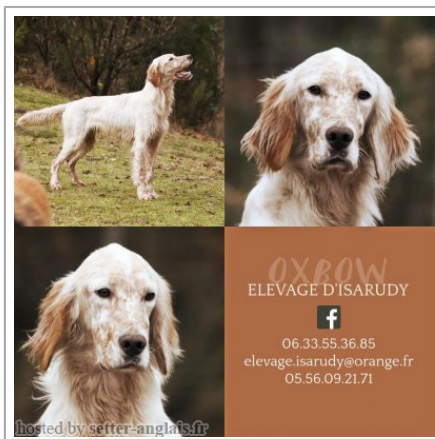 OXBOW
ELEVAGE D'ISARUDY
06.33.55.36.85
elevage.isarudy@orange.fr
05.56.09.21.71
hosted by setter-anglais.fr